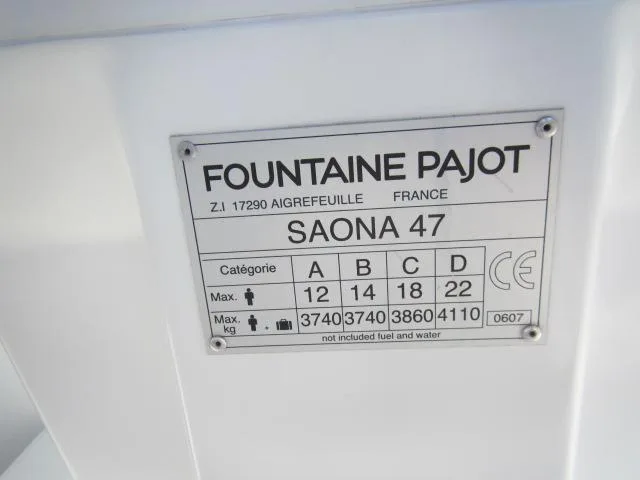 FOUNTAINE PAJOT
Z.I 17290 AIGREFEUILLE FRANCE
SAONA 47
Catégorie A B C D
Max. 12 14 18 22
Max. kg + 3740 3740 3860 4110
CE
0607
not included fuel and water